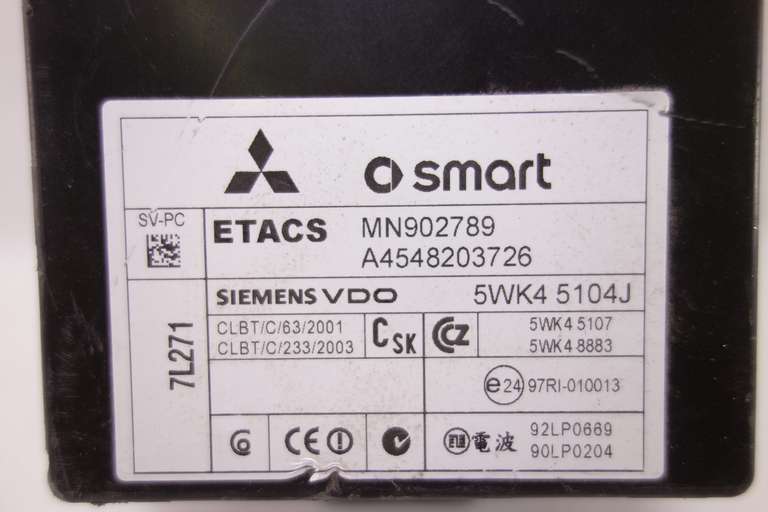 smart
SV-PC
ETACS
MN902789
A4548203726
7L271
SIEMENS VDO
5WK4 5104J
CLBT/C/63/2001
CLBT/C/233/2003
CSK
CCZ
5WK4 5107
5WK4 8883
e24 97RI-010013
CE
92LP0669
90LP0204
電波